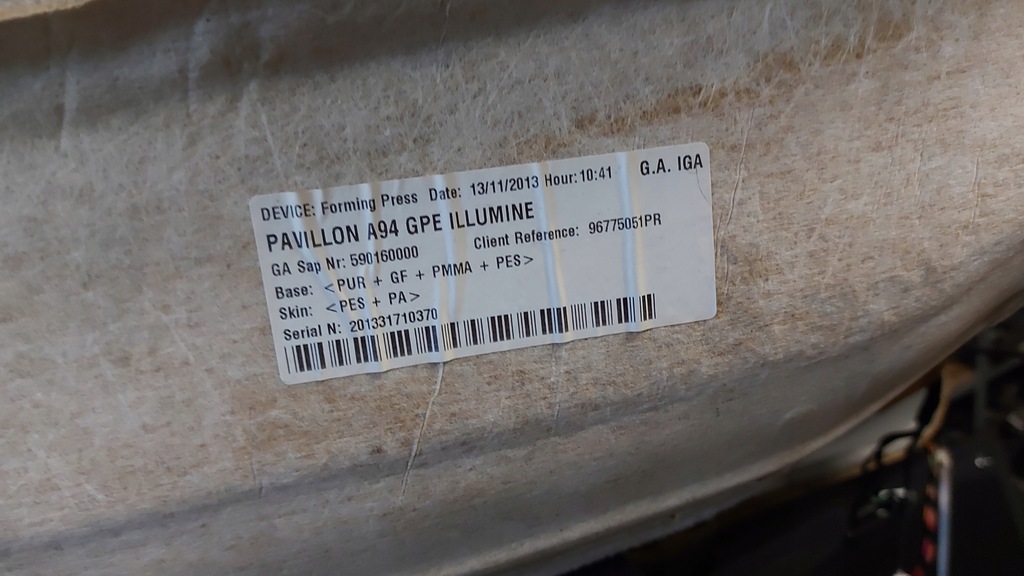 DEVICE: Forming Press Date: 13/11/2013 Hour: 10:41 G.A. IGA
PAVILLON A94 GPE ILLUMINE
GA Sap Nr: 590160000 Client Reference: 96775051PR
Base: <PUR + GF + PMMA + PES>
Skin: <PES + PA>
Serial N: 201331710370